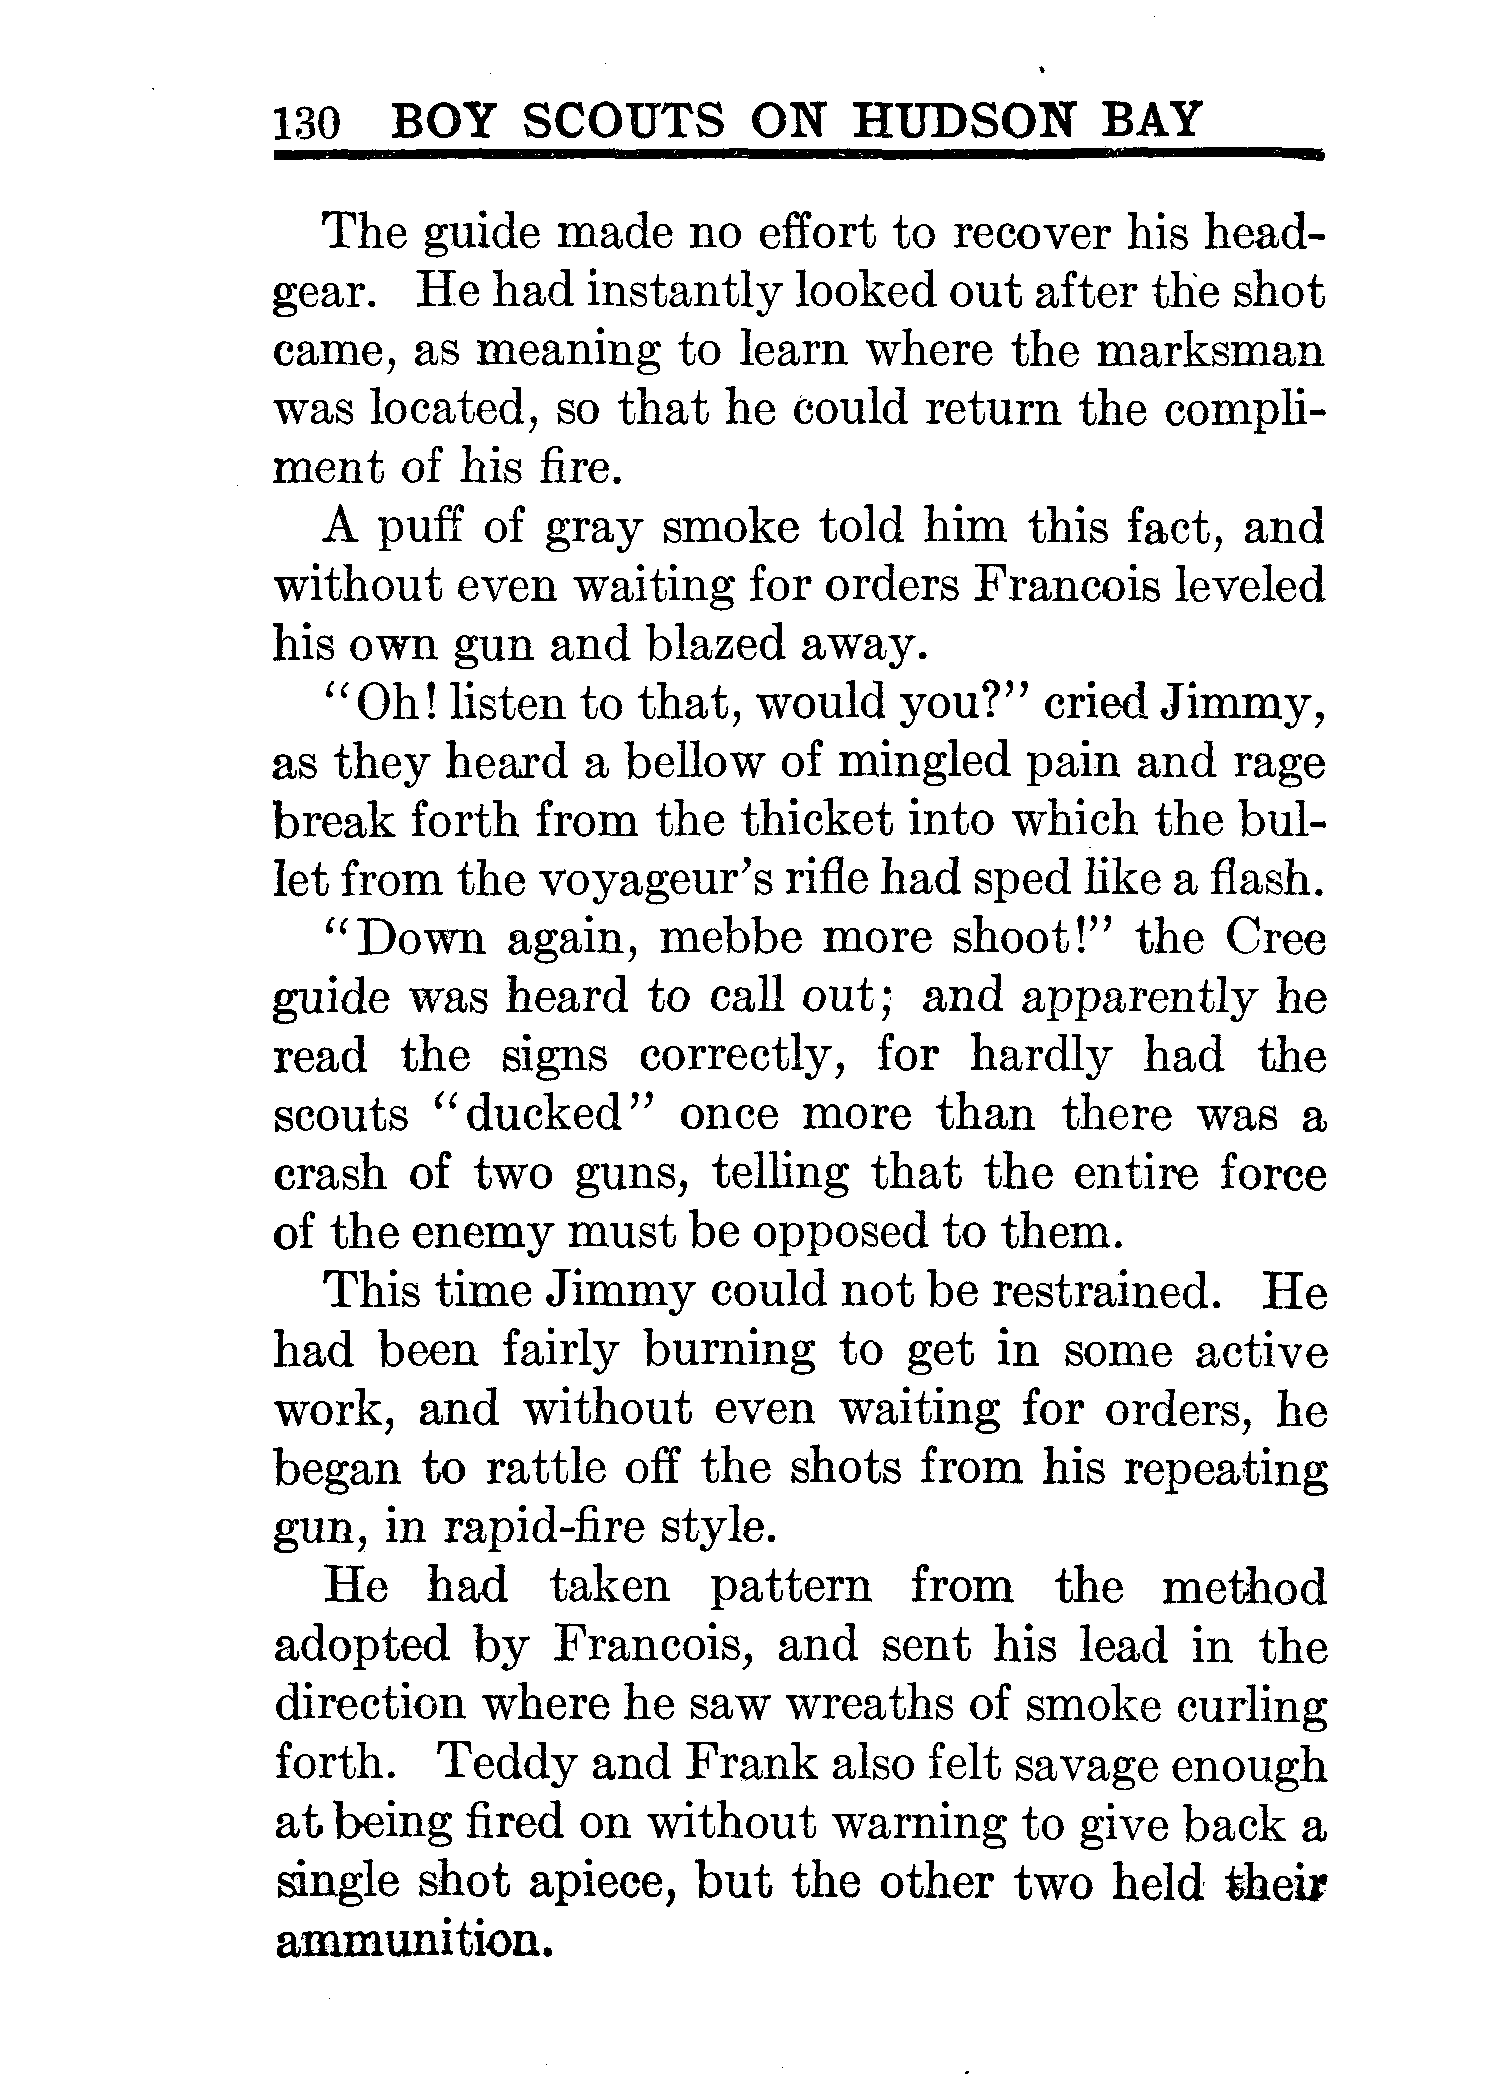 130 BOY SCOUTS ON HUDSON BAY
The guide made no effort to recover his head-
gear. He had instantly looked out after the shot
came, as meaning to learn where the marksman
was located, so that he could return the compli-
ment of his fire.
A puff of gray smoke told him this fact, and
without even waiting for orders Francois leveled
his own gun and blazed away.
"Oh! listen to that, would you?" cried Jimmy,
as they heard a bellow of mingled pain and rage
break forth from the thicket into which the bul-
let from the voyageur's rifle had sped like a flash.
"Down again, mebbe more shoot!" the Cree
guide was heard to call out; and apparently he
read the signs correctly, for hardly had the
scouts "ducked" once more than there was a
crash of two guns, telling that the entire force
of the enemy must be opposed to them.
This time Jimmy could not be restrained. He
had been fairly burning to get in some active
work, and without even waiting for orders, he
began to rattle off the shots from his repeating
gun, in rapid-fire style.
He had taken pattern from the method
adopted by Francois, and sent his lead in the
direction where he saw wreaths of smoke curling
forth. Teddy and Frank also felt savage enough
at being fired on without warning to give back a
single shot apiece, but the other two held their
ammunition.